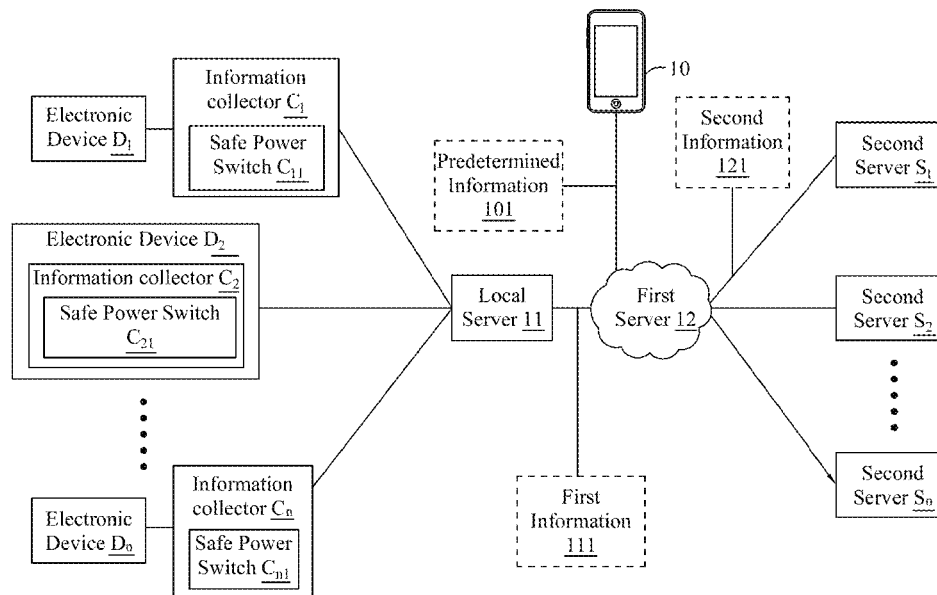 Information
collector C1
Electronic
Device D1
Safe Power
Switch C11
Electronic Device D2
Information collector C2
Safe Power Switch
C21
Information
collector Cn
Electronic
Device Dn
Safe Power
Switch Cn1
10
Predetermined
Information
101
Second
Information
121
Local
Server 11
First
Server 12
First
Information
111
Second
Server S1
Second
Server S2
Second
Server Sn